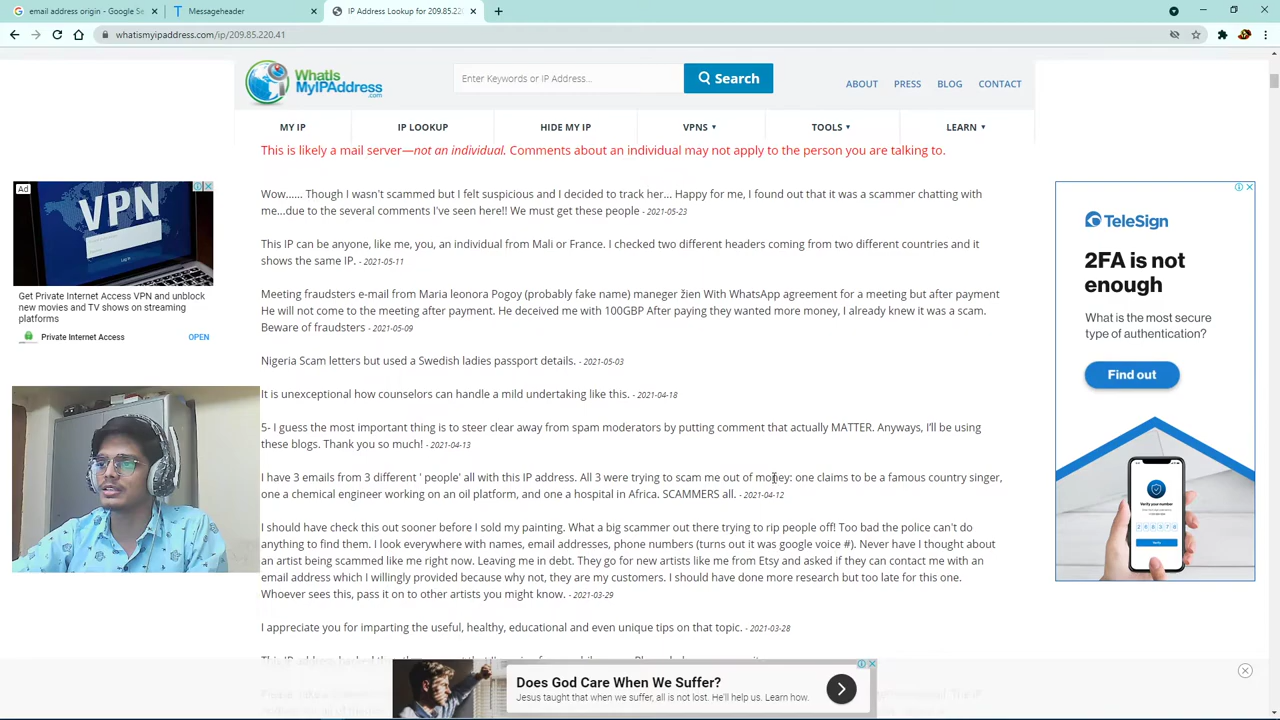 email address origin - Google Se
Messageheader
IP Address Lookup for 209.85.220
whatismyipaddress.com/ip/209.85.220.41
WhatIs
MyIPAddress
.com
Enter Keywords or IP Address...
Search
ABOUT
PRESS
BLOG
CONTACT
MY IP
IP LOOKUP
HIDE MY IP
VPNS
TOOLS
LEARN
This is likely a mail server—not an individual. Comments about an individual may not apply to the person you are talking to.
Wow...... Though I wasn't scammed but I felt suspicious and I decided to track her... Happy for me, I found out that it was a scammer chatting with
me...due to the several comments I've seen here!! We must get these people - 2021-05-23
This IP can be anyone, like me, you, an individual from Mali or France. I checked two different headers coming from two different countries and it
shows the same IP. - 2021-05-11
Meeting fraudsters e-mail from Maria leonora Pogoy (probably fake name) maneger žien With WhatsApp agreement for a meeting but after payment
He will not come to the meeting after payment. He deceived me with 100GBP After paying they wanted more money, I already knew it was a scam.
Beware of fraudsters - 2021-05-09
Nigeria Scam letters but used a Swedish ladies passport details. - 2021-05-03
It is unexceptional how counselors can handle a mild undertaking like this. - 2021-04-18
5- I guess the most important thing is to steer clear away from spam moderators by putting comment that actually MATTER. Anyways, I'll be using
these blogs. Thank you so much! - 2021-04-13
I have 3 emails from 3 different ' people' all with this IP address. All 3 were trying to scam me out of money: one claims to be a famous country singer,
one a chemical engineer working on an oil platform, and one a hospital in Africa. SCAMMERS all. - 2021-04-12
I should have check this out sooner before I sold my painting. What a big scammer out there trying to rip people off! Too bad the police can't do
anything to find them. I look everywhere with names, email addresses, phone numbers (turns out it was google voice #). Never have I thought about
an artist being scammed like me right now. Leaving me in debt. They go for new artists like me from Etsy and asked if they can contact me with an
email address which I willingly provided because why not, they are my customers. I should have done more research but too late for this one.
Whoever sees this, pass it on to other artists you might know. - 2021-03-29
I appreciate you for imparting the useful, healthy, educational and even unique tips on that topic. - 2021-03-28
Ad
VPN
Get Private Internet Access VPN and unblock
new movies and TV shows on streaming
platforms
Private Internet Access
OPEN
TeleSign
2FA is not
enough
What is the most secure
type of authentication?
Find out
Does God Care When We Suffer?
Jesus taught that when we suffer, all is not lost. He'll help us. Learn how.